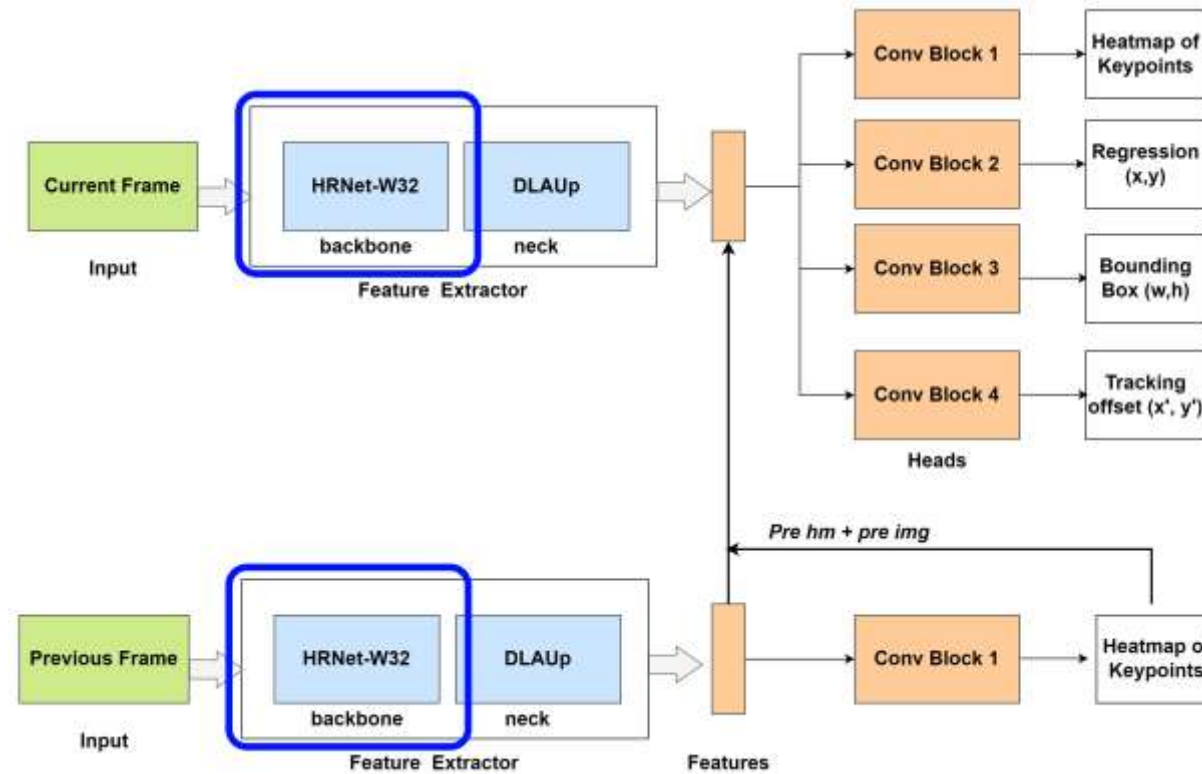 Conv Block 1
Heatmap of
Keypoints
Current Frame
HRNet-W32
DLAUp
backbone
neck
Input
Feature Extractor
Conv Block 2
Regression
(x,y)
Conv Block 3
Bounding
Box (w,h)
Conv Block 4
Tracking
offset (x', y')
Heads
Pre hm + pre img
Previous Frame
HRNet-W32
DLAUp
backbone
neck
Input
Feature Extractor
Features
Conv Block 1
Heatmap o
Keypoints